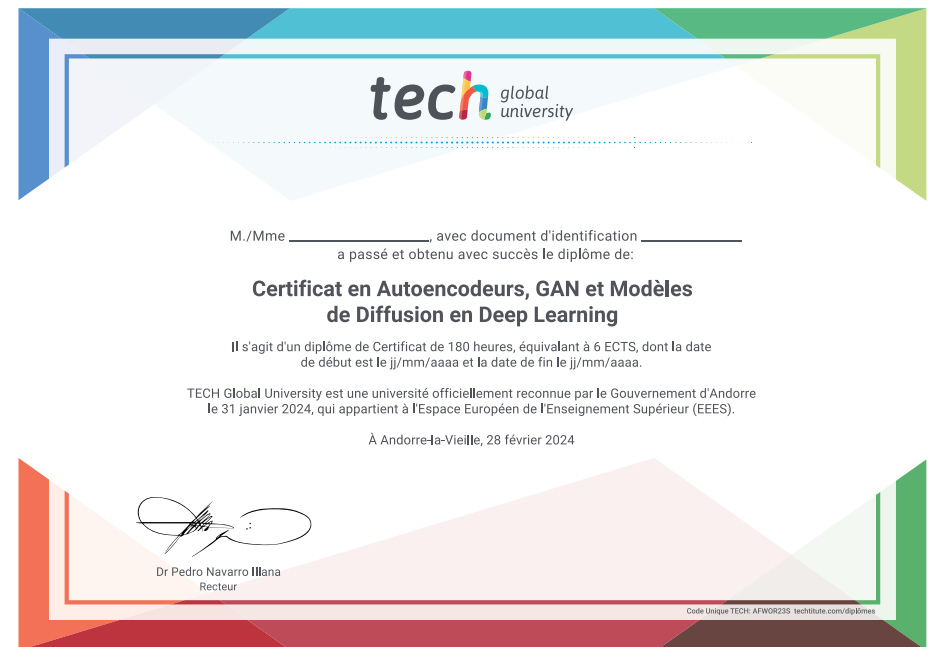 tech global
university
M./Mme ____________________, avec document d'identification ______________
a passé et obtenu avec succès le diplôme de:
Certificat en Autoencodeurs, GAN et Modèles
de Diffusion en Deep Learning
Il s'agit d'un diplôme de Certificat de 180 heures, équivalant à 6 ECTS, dont la date
de début est le jj/mm/aaaa et la date de fin le jj/mm/aaaa.
TECH Global University est une université officiellement reconnue par le Gouvernement d'Andorre
le 31 janvier 2024, qui appartient à l'Espace Européen de l'Enseignement Supérieur (EEES).
À Andorre-la-Vieille, 28 février 2024
Dr Pedro Navarro Illana
Recteur
Code Unique TECH: AFWOR23S techtitute.com/diplômes